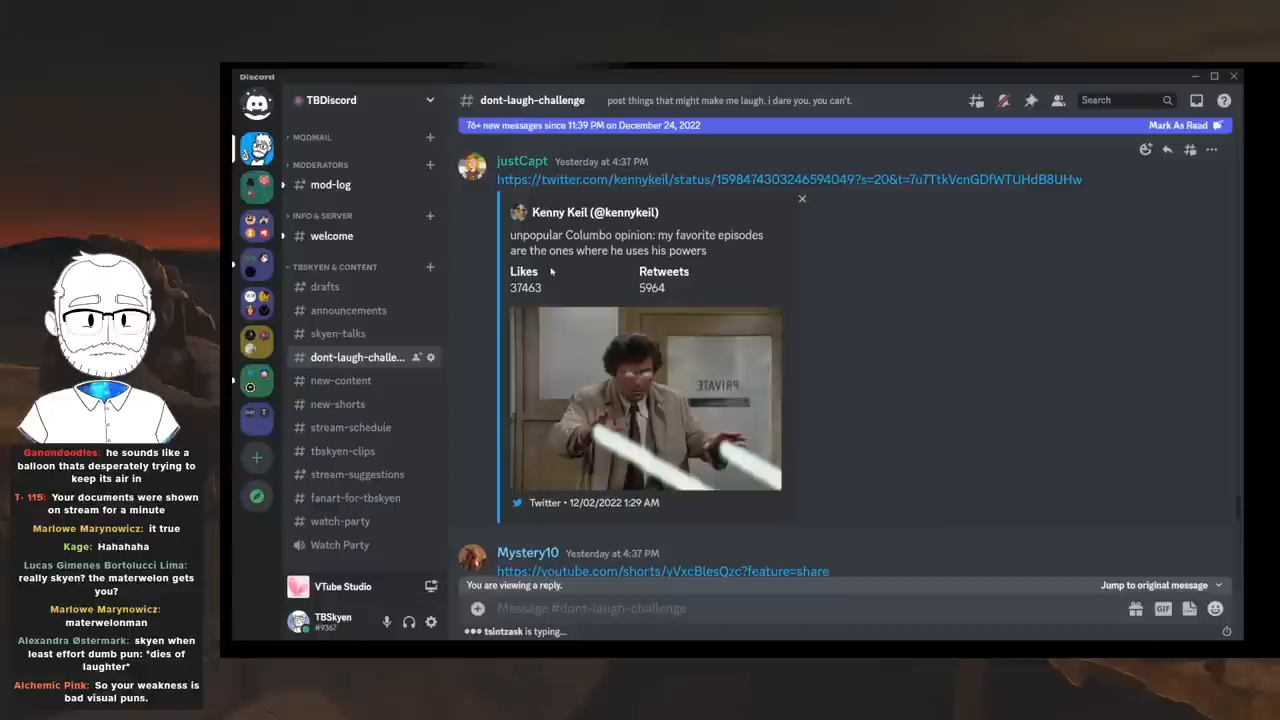 Discord
TBDiscord
# dont-laugh-challenge
post things that might make me laugh. i dare you. you can't.
Search
MODMAIL
MODERATORS
# mod-log
INFO & SERVER
# welcome
TBSKYEN & CONTENT
# drafts
# announcements
# skyen-talks
# dont-laugh-challe...
# new-content
# new-shorts
# stream-schedule
# tbskyen-clips
# stream-suggestions
# fanart-for-tbskyen
# watch-party
Watch Party
VTube Studio
TBSkyen
#9367
76+ new messages since 11:39 PM on December 24, 2022
Mark As Read
justCapt Yesterday at 4:37 PM
https://twitter.com/kennykeil/status/1598474303246594049?s=20&t=7u7TtkVcnGDfWTUHdB8UHw
Kenny Keil (@kennykeil)
unpopular Columbo opinion: my favorite episodes
are the ones where he uses his powers
Likes Retweets
37463 5964
PRIVATE
Twitter • 12/02/2022 1:29 AM
Mystery10 Yesterday at 4:37 PM
https://youtube.com/shorts/yVxcBlesQzc?feature=share
You are viewing a reply.
Jump to original message
Message #dont-laugh-challenge
GIF
tsintzask is typing...
Ganondoodles: he sounds like a
balloon thats desperately trying to
keep its air in
T- 115: Your documents were shown
on stream for a minute
Marlowe Marynowicz: it true
Kage: Hahahaha
Lucas Gimenes Bortolucci Lima:
really skyen? the materwelon gets
you?
Marlowe Marynowicz:
materwelonman
Alexandra Østermark: skyen when
least effort dumb pun: *dies of
laughter*
Alchemic Pink: So your weakness is
bad visual puns.